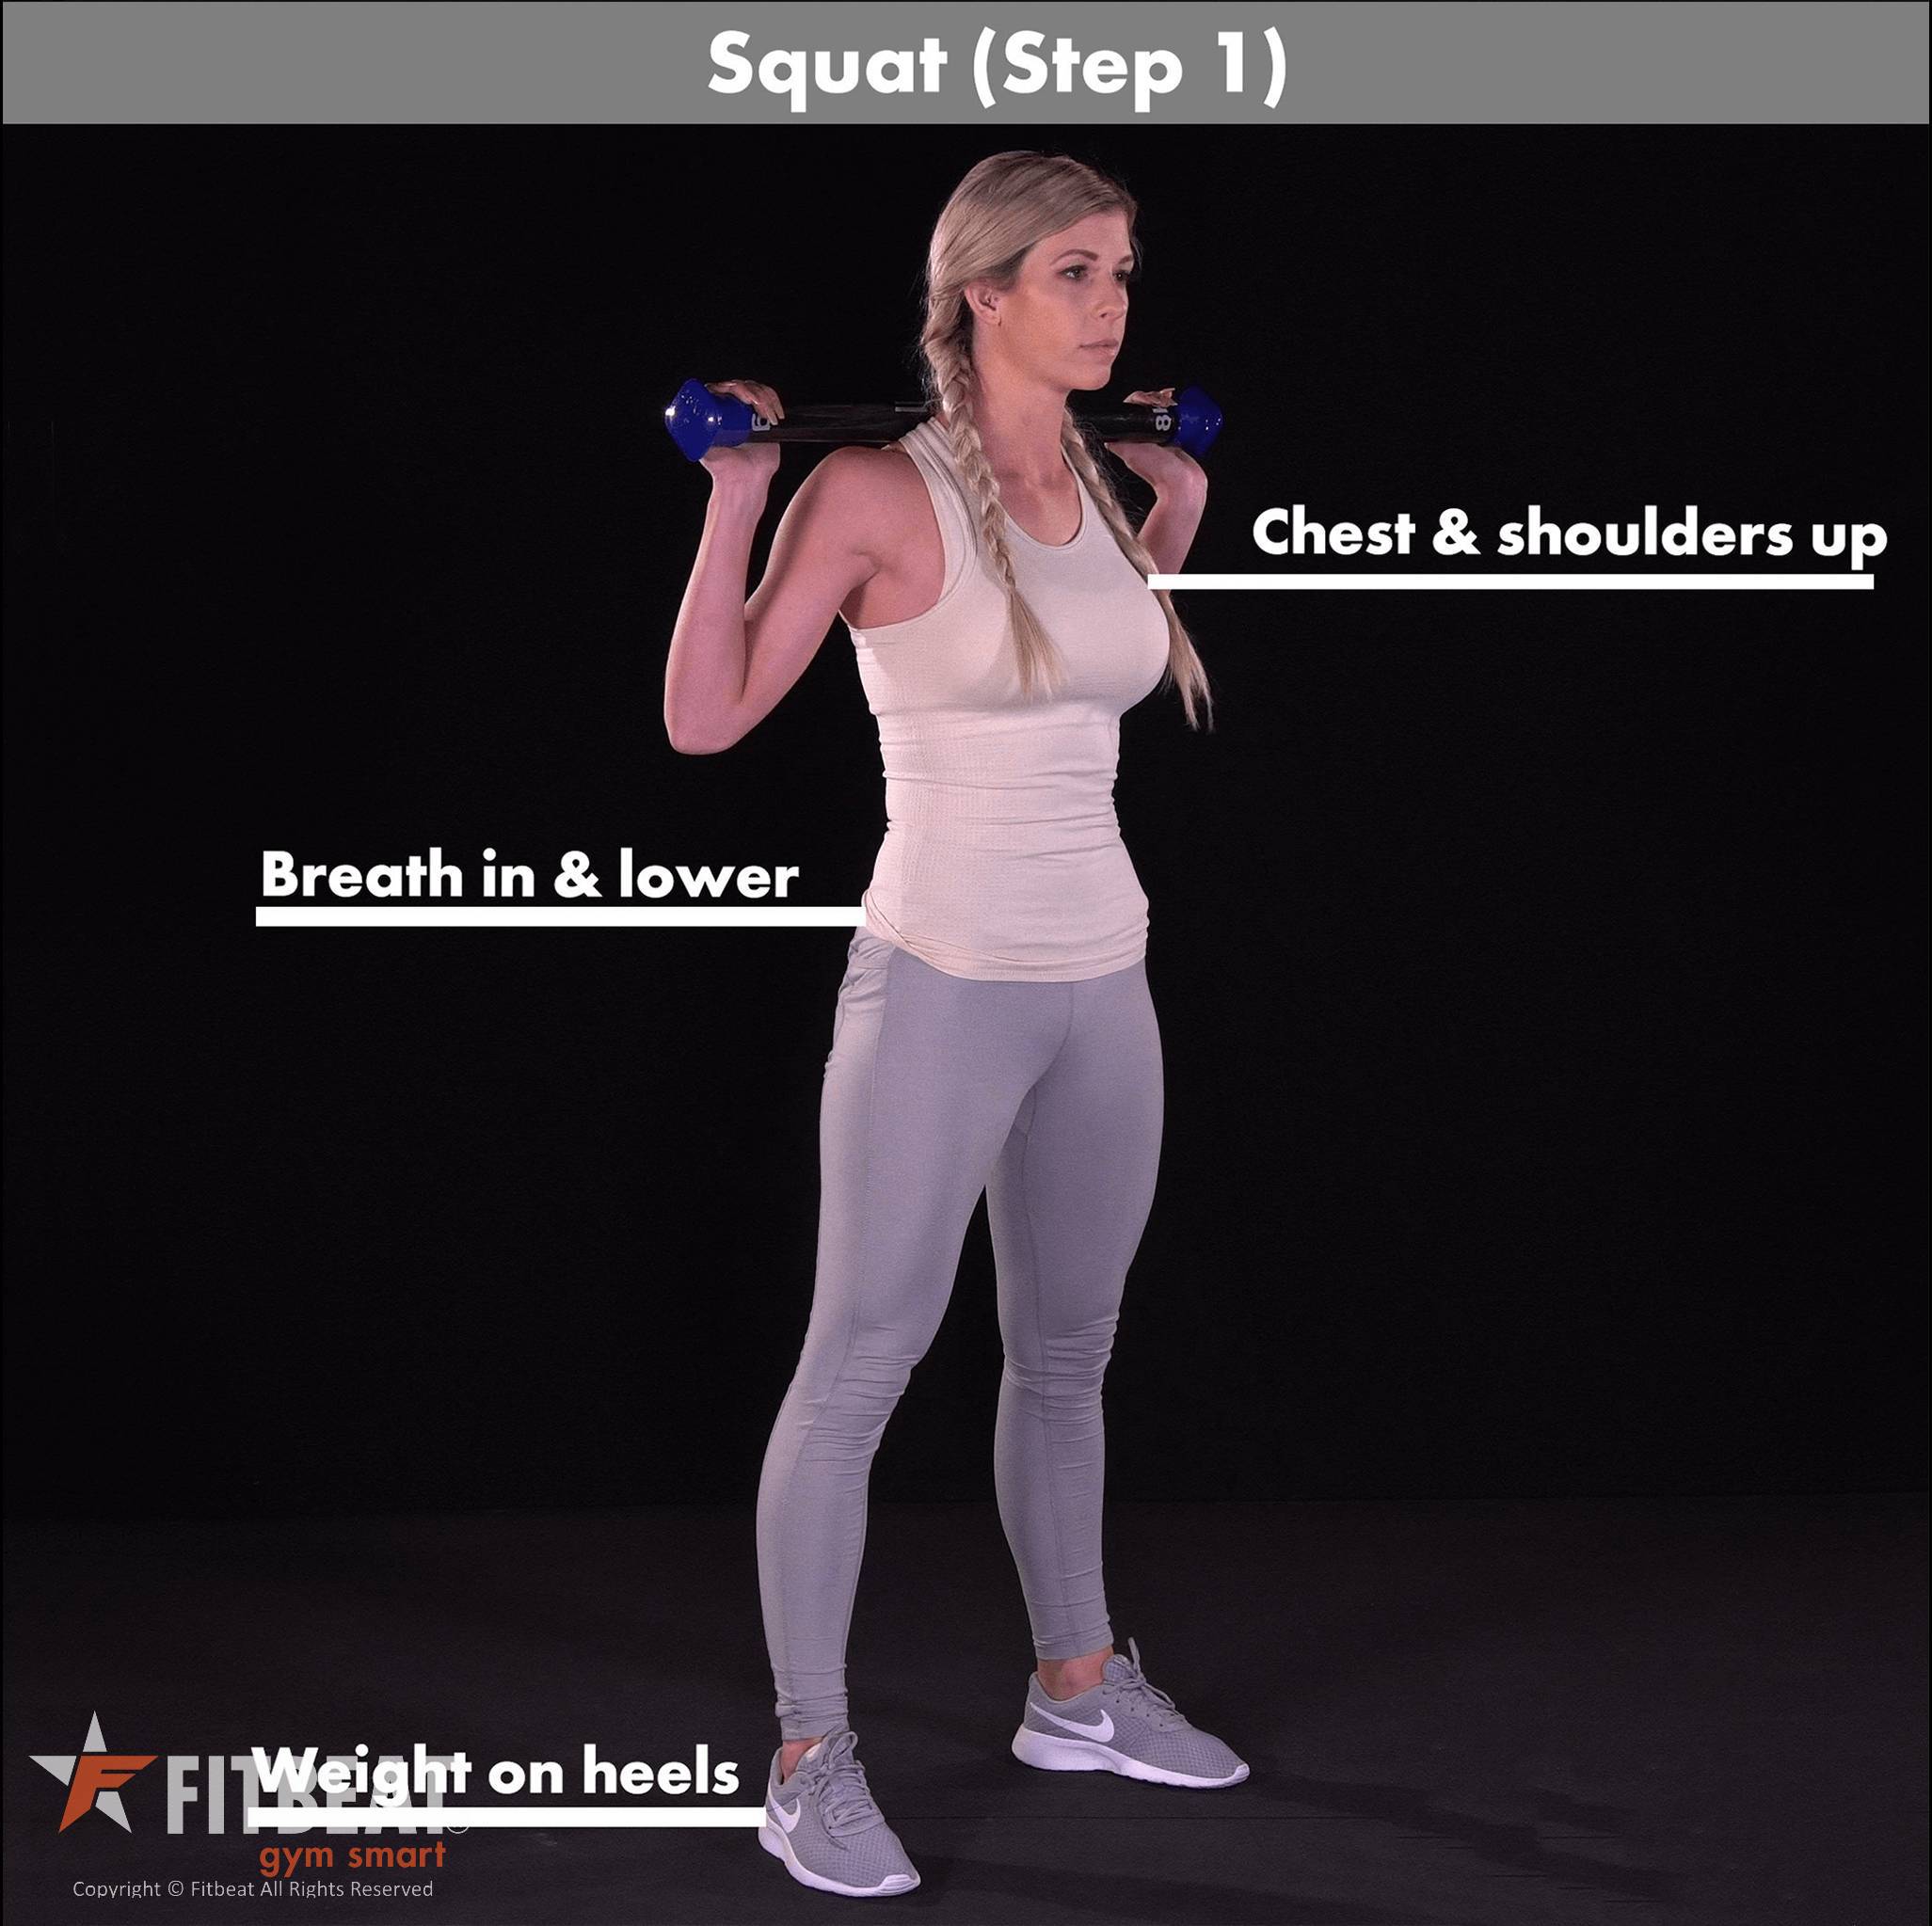 Squat (Step 1)
Chest & shoulders up
Breath in & lower
Weight on heels
FITBEAT
gym smart
Copyright © Fitbeat All Rights Reserved